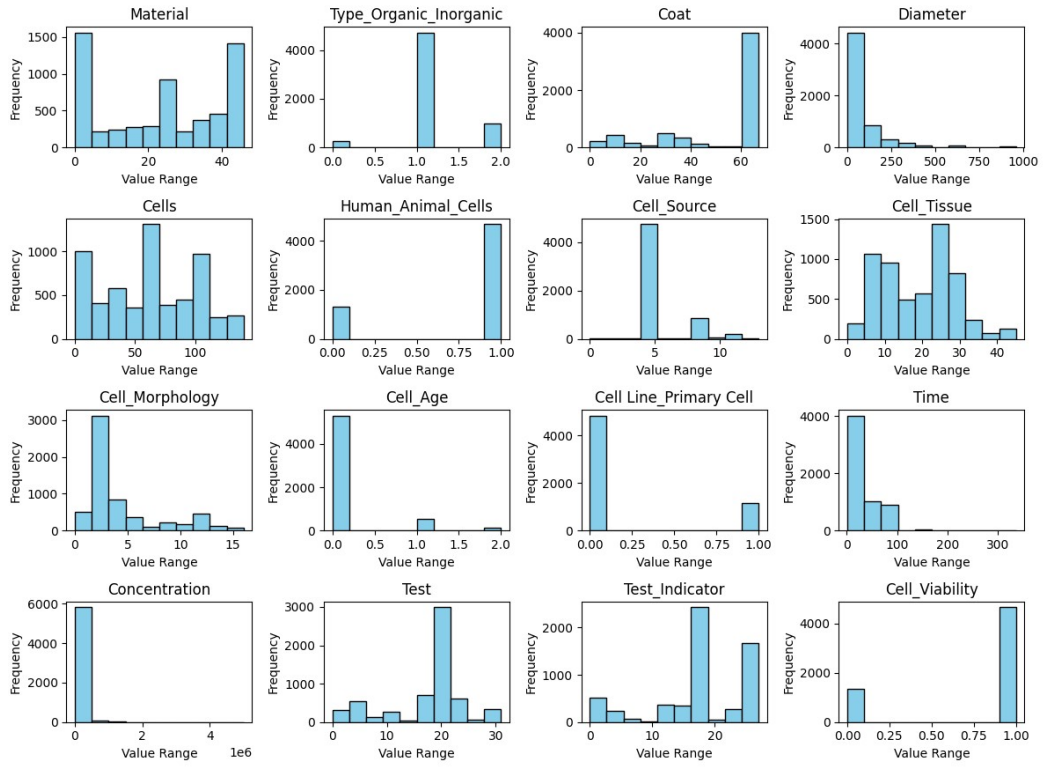 Material
Frequency
1500
1000
500
0
0 20 40
Value Range
Type_Organic_Inorganic
Frequency
4000
2000
0
0.0 0.5 1.0 1.5 2.0
Value Range
Coat
Frequency
4000
2000
0
0 20 40 60
Value Range
Diameter
Frequency
4000
2000
0
0 250 500 750 1000
Value Range
Cells
Frequency
1000
500
0
0 50 100
Value Range
Human_Animal_Cells
Frequency
4000
2000
0
0.00 0.25 0.50 0.75 1.00
Value Range
Cell_Source
Frequency
4000
2000
0
0 5 10
Value Range
Cell_Tissue
Frequency
1500
1000
500
0
0 10 20 30 40
Value Range
Cell_Morphology
Frequency
3000
2000
1000
0
0 5 10 15
Value Range
Cell_Age
Frequency
4000
2000
0
0.0 0.5 1.0 1.5 2.0
Value Range
Cell Line_Primary Cell
Frequency
4000
2000
0
0.00 0.25 0.50 0.75 1.00
Value Range
Time
Frequency
4000
2000
0
0 100 200 300
Value Range
Concentration
Frequency
6000
4000
2000
0
0 2 4
1e6
Value Range
Test
Frequency
3000
2000
1000
0
0 10 20 30
Value Range
Test_Indicator
Frequency
2000
1000
0
0 10 20
Value Range
Cell_Viability
Frequency
4000
2000
0
0.00 0.25 0.50 0.75 1.00
Value Range